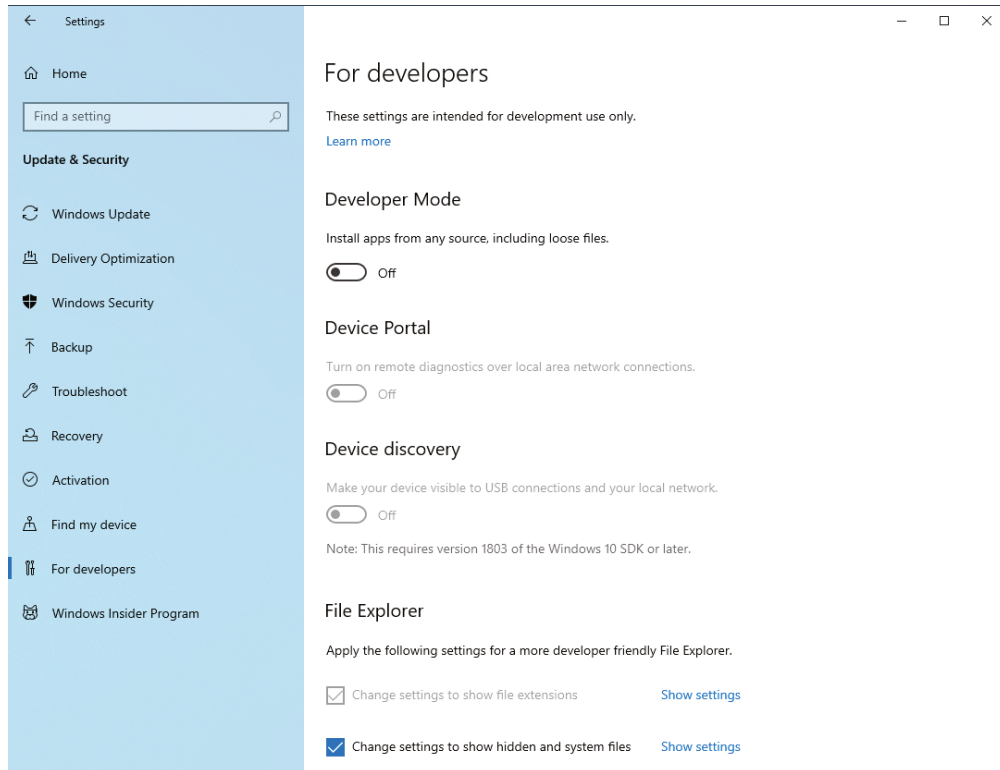 Settings
Home
Find a setting
Update & Security
Windows Update
Delivery Optimization
Windows Security
Backup
Troubleshoot
Recovery
Activation
Find my device
For developers
Windows Insider Program
For developers
These settings are intended for development use only.
Learn more
Developer Mode
Install apps from any source, including loose files.
Off
Device Portal
Turn on remote diagnostics over local area network connections.
Off
Device discovery
Make your device visible to USB connections and your local network.
Off
Note: This requires version 1803 of the Windows 10 SDK or later.
File Explorer
Apply the following settings for a more developer friendly File Explorer.
Change settings to show file extensions Show settings
Change settings to show hidden and system files Show settings